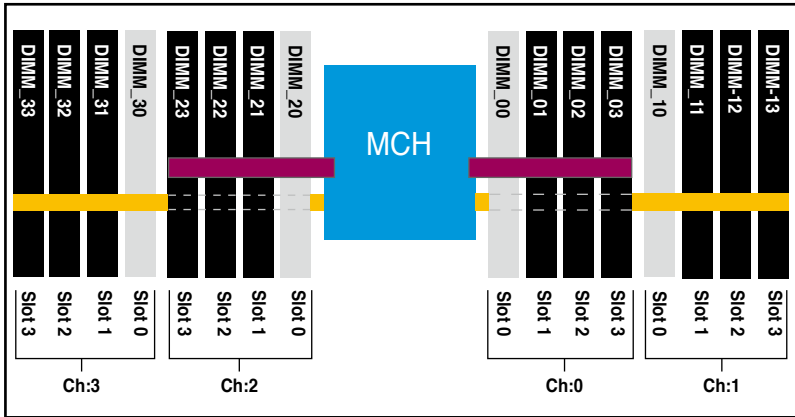 DIMM_33
DIMM_32
DIMM_31
DIMM_30
DIMM_23
DIMM_22
DIMM_21
DIMM_20
MCH
DIMM_00
DIMM_01
DIMM_02
DIMM_03
DIMM_10
DIMM_11
DIMM-12
DIMM-13
Slot 3
Slot 2
Slot 1
Slot 0
Slot 3
Slot 2
Slot 1
Slot 0
Slot 0
Slot 1
Slot 2
Slot 3
Slot 0
Slot 1
Slot 2
Slot 3
Ch:3
Ch:2
Ch:0
Ch:1